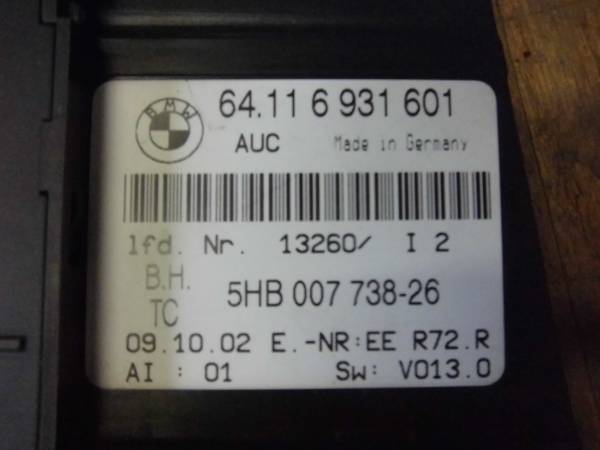 BMW
64.11 6 931 601
AUC Made in Germany
lfd. Nr. 13260/ I 2
B.H.
TC 5HB 007 738-26
09.10.02 E.-NR:EE R72.R
AI : 01 Sw: V013.0